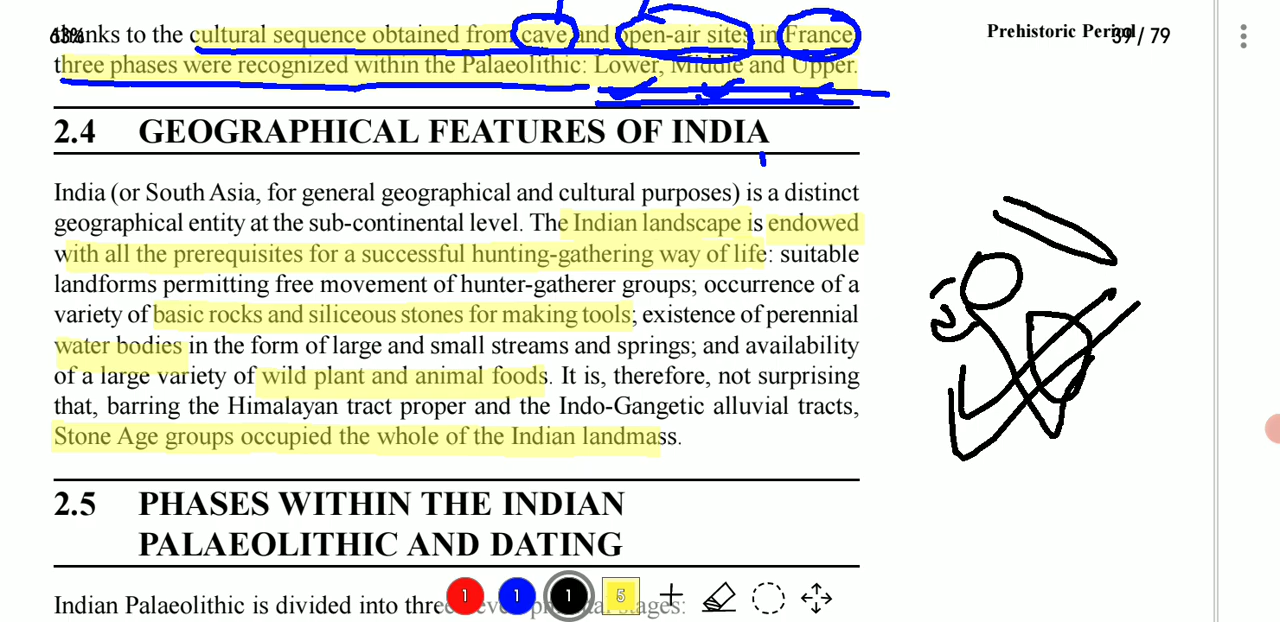 63%
thanks to the cultural sequence obtained from cave and open-air sites in France,
Prehistoric Period
39 / 79
three phases were recognized within the Palaeolithic: Lower, Middle and Upper.
2.4 GEOGRAPHICAL FEATURES OF INDIA
India (or South Asia, for general geographical and cultural purposes) is a distinct
geographical entity at the sub-continental level. The Indian landscape is endowed
with all the prerequisites for a successful hunting-gathering way of life: suitable
landforms permitting free movement of hunter-gatherer groups; occurrence of a
variety of basic rocks and siliceous stones for making tools; existence of perennial
water bodies in the form of large and small streams and springs; and availability
of a large variety of wild plant and animal foods. It is, therefore, not surprising
that, barring the Himalayan tract proper and the Indo-Gangetic alluvial tracts,
Stone Age groups occupied the whole of the Indian landmass.
2.5 PHASES WITHIN THE INDIAN
PALAEOLITHIC AND DATING
Indian Palaeolithic is divided into three stages:
1 1 1 5